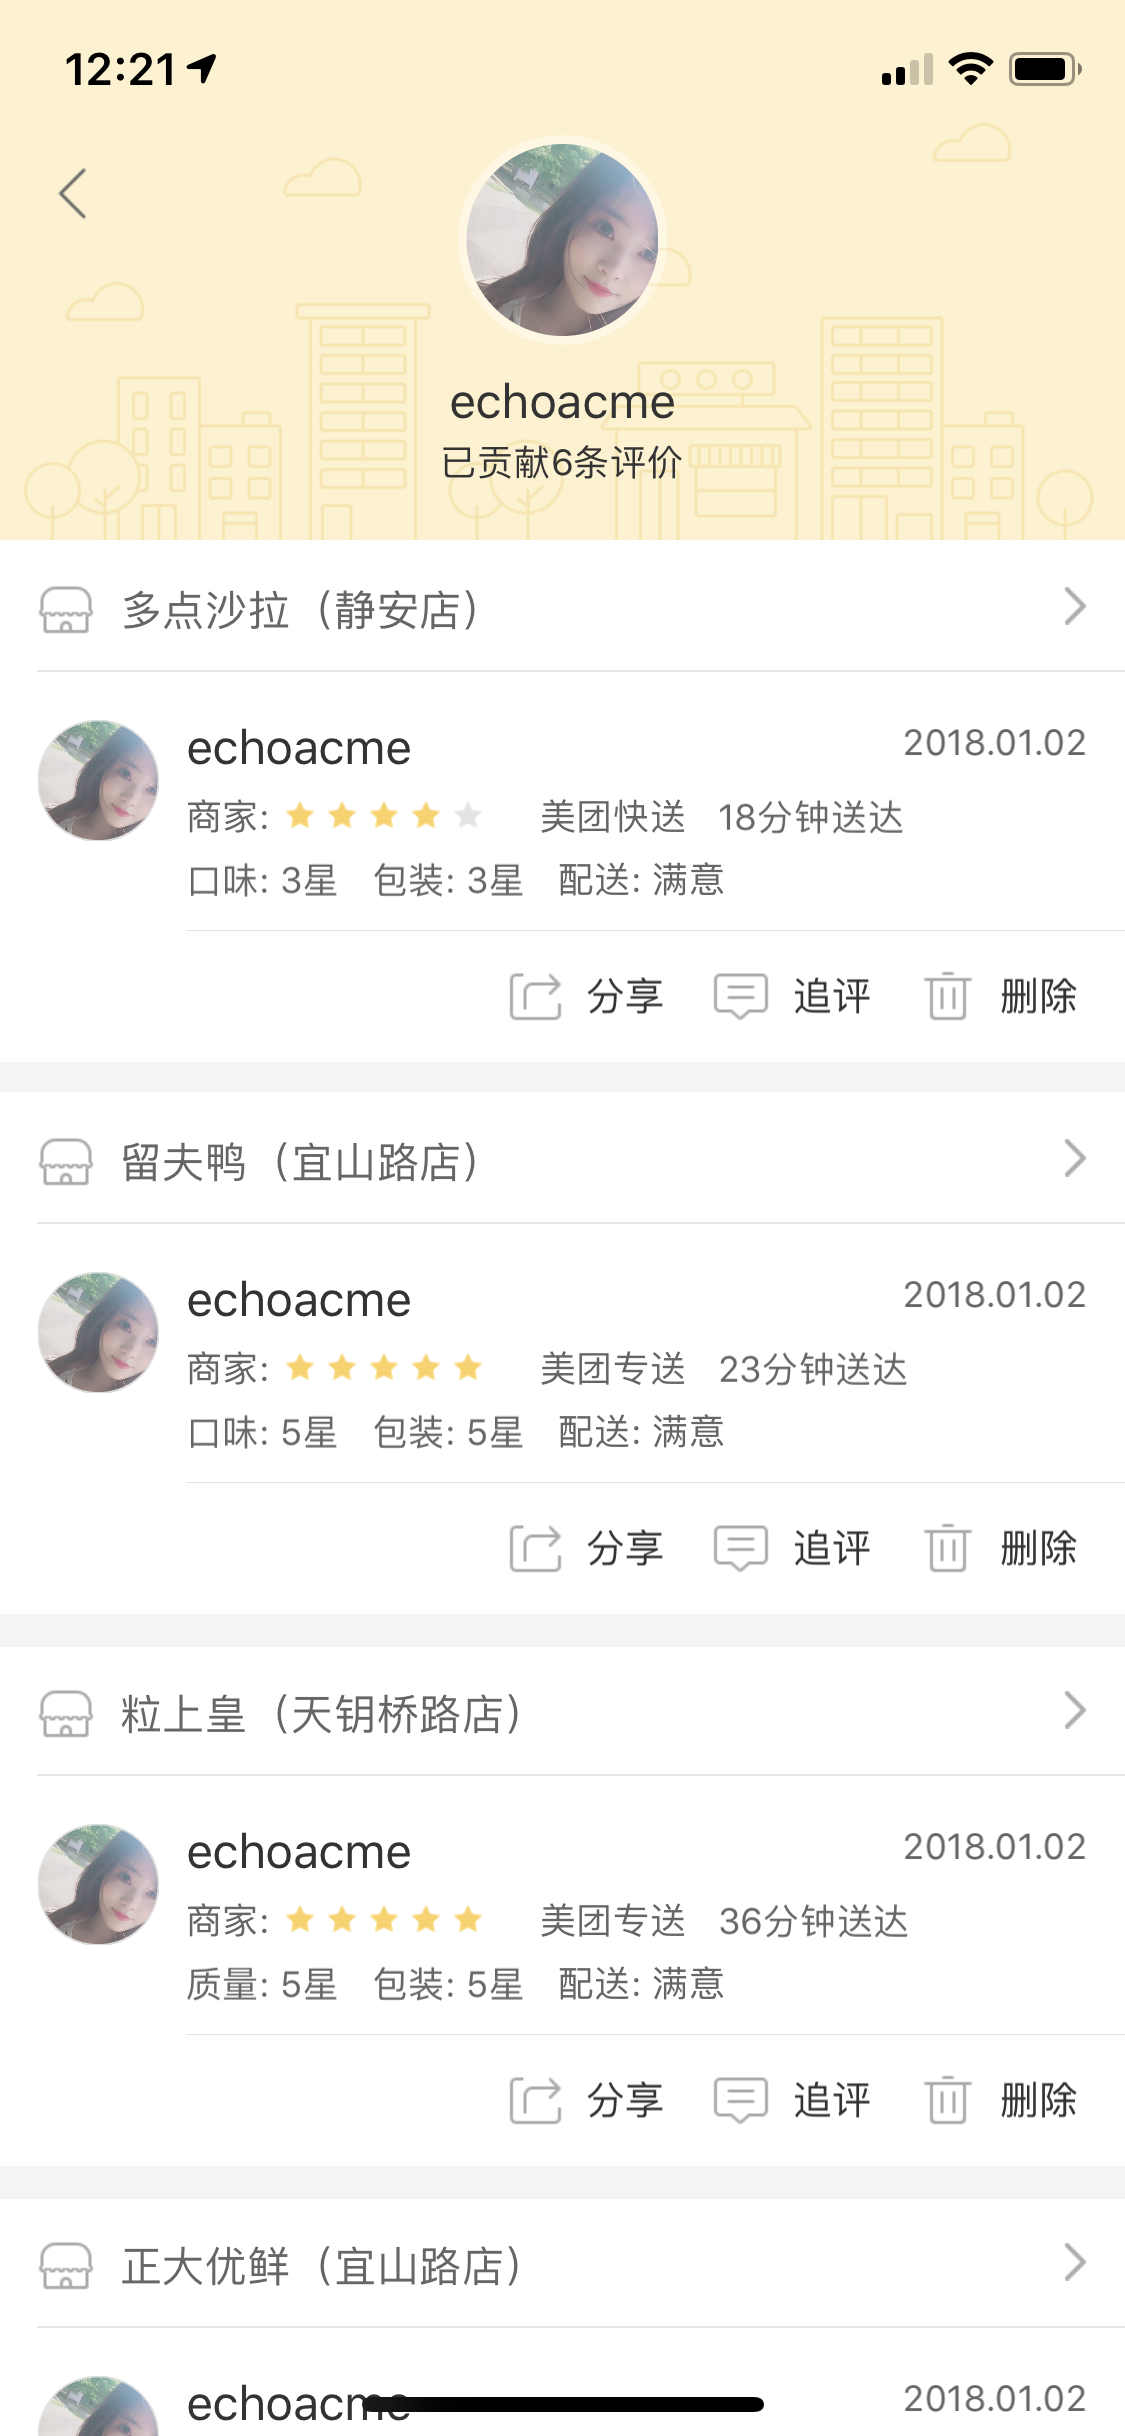 12:21
echoacme
已贡献6条评价
多点沙拉（静安店）
echoacme 2018.01.02
商家: 美团快送 18分钟送达
口味: 3星 包装: 3星 配送: 满意
分享 追评 删除
留夫鸭（宜山路店）
echoacme 2018.01.02
商家: 美团专送 23分钟送达
口味: 5星 包装: 5星 配送: 满意
分享 追评 删除
粒上皇（天钥桥路店）
echoacme 2018.01.02
商家: 美团专送 36分钟送达
质量: 5星 包装: 5星 配送: 满意
分享 追评 删除
正大优鲜（宜山路店）
echoacme 2018.01.02